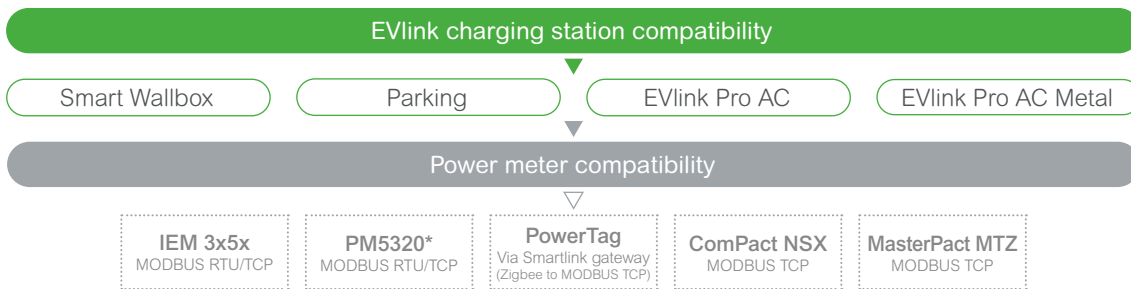 EVlink charging station compatibility
Smart Wallbox
Parking
EVlink Pro AC
EVlink Pro AC Metal
Power meter compatibility
IEM 3x5x
MODBUS RTU/TCP
PM5320*
MODBUS RTU/TCP
PowerTag
Via Smartlink gateway
(Zigbee to MODBUS TCP)
ComPact NSX
MODBUS TCP
MasterPact MTZ
MODBUS TCP